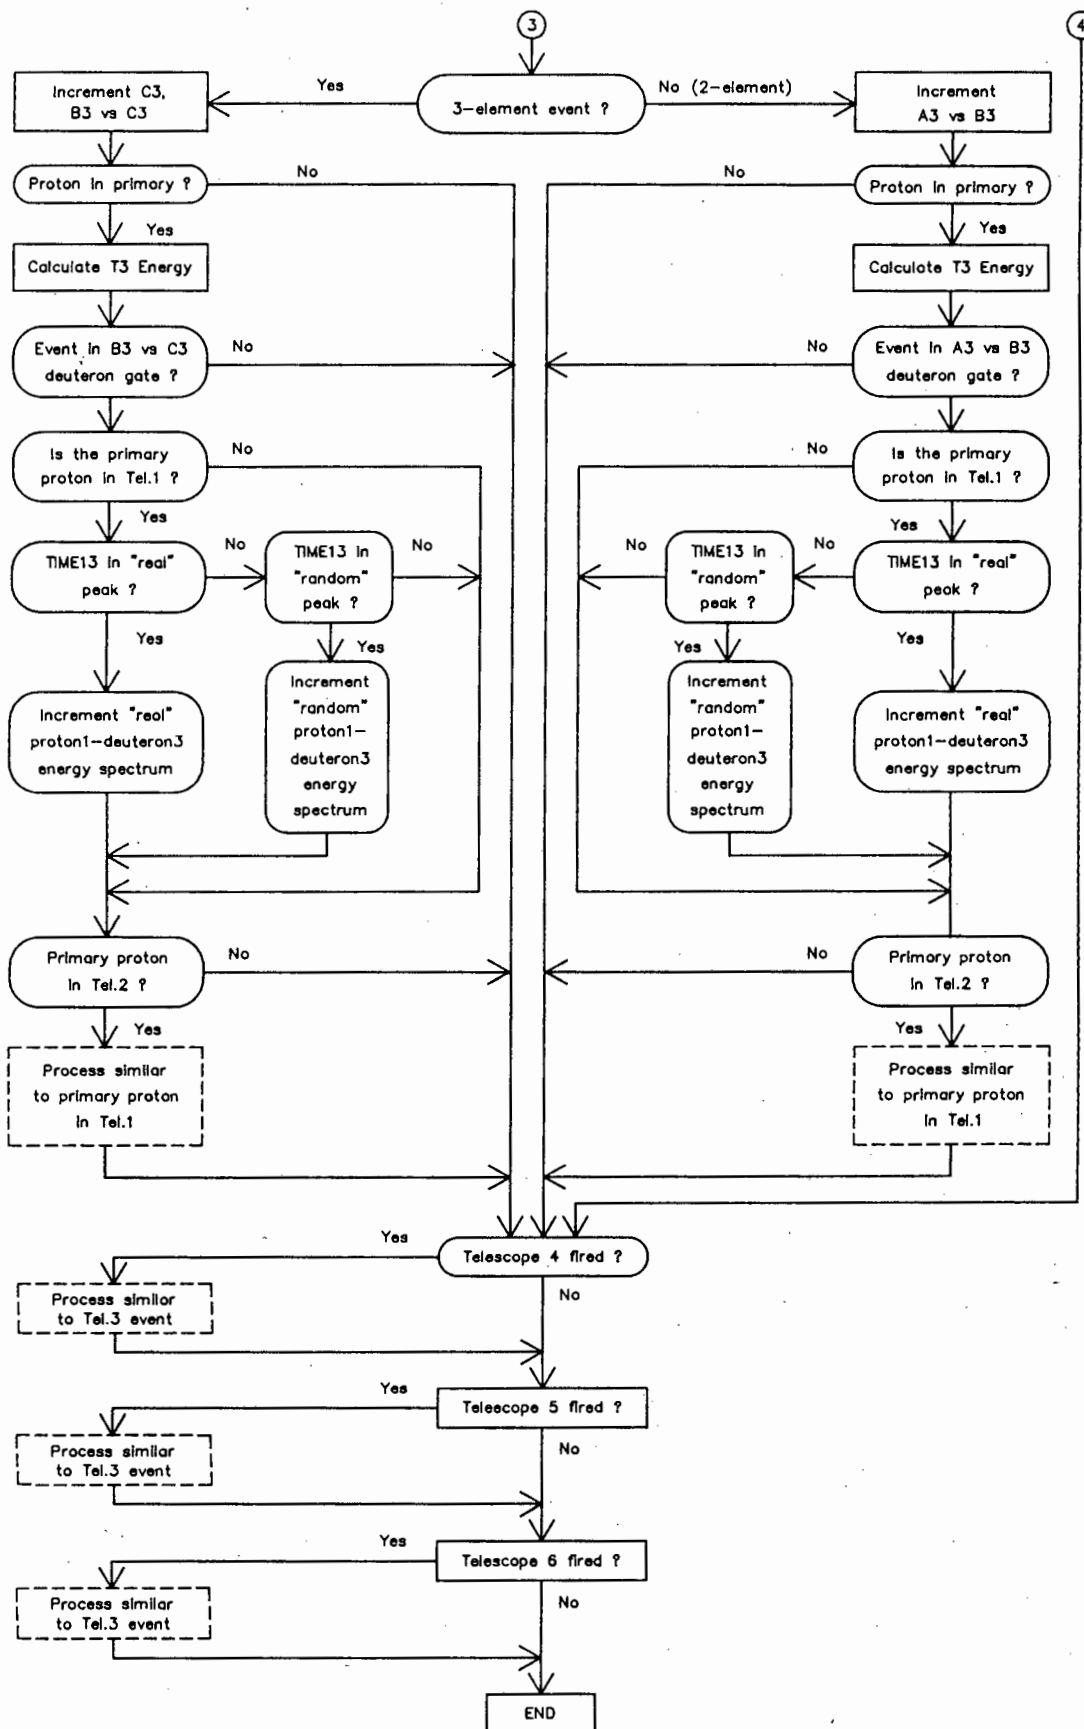 3
4
Yes
3-element event ?
No (2-element)
Increment C3,
B3 vs C3
Increment
A3 vs B3
Proton in primary ?
No
No
Proton in primary ?
Yes
Yes
Calculate T3 Energy
Calculate T3 Energy
Event in B3 vs C3
deuteron gate ?
No
No
Event in A3 vs B3
deuteron gate ?
Is the primary
proton in Tel.1 ?
No
No
Is the primary
proton in Tel.1 ?
Yes
Yes
TIME13 in "real"
peak ?
No
TIME13 in
"random"
peak ?
No
No
TIME13 in
"random"
peak ?
No
TIME13 in "real"
peak ?
Yes
Yes
Yes
Yes
Increment "real"
proton1-deuteron3
energy spectrum
Increment
"random"
proton1-
deuteron3
energy
spectrum
Increment
"random"
proton1-
deuteron3
energy
spectrum
Increment "real"
proton1-deuteron3
energy spectrum
Primary proton
in Tel.2 ?
No
No
Primary proton
in Tel.2 ?
Yes
Yes
Process similar
to primary proton
in Tel.1
Process similar
to primary proton
in Tel.1
Yes
Telescope 4 fired ?
No
Process similar
to Tel.3 event
Yes
Teleecope 5 fired ?
No
Process similar
to Tel.3 event
Yes
Telescope 6 fired ?
No
Process similar
to Tel.3 event
END